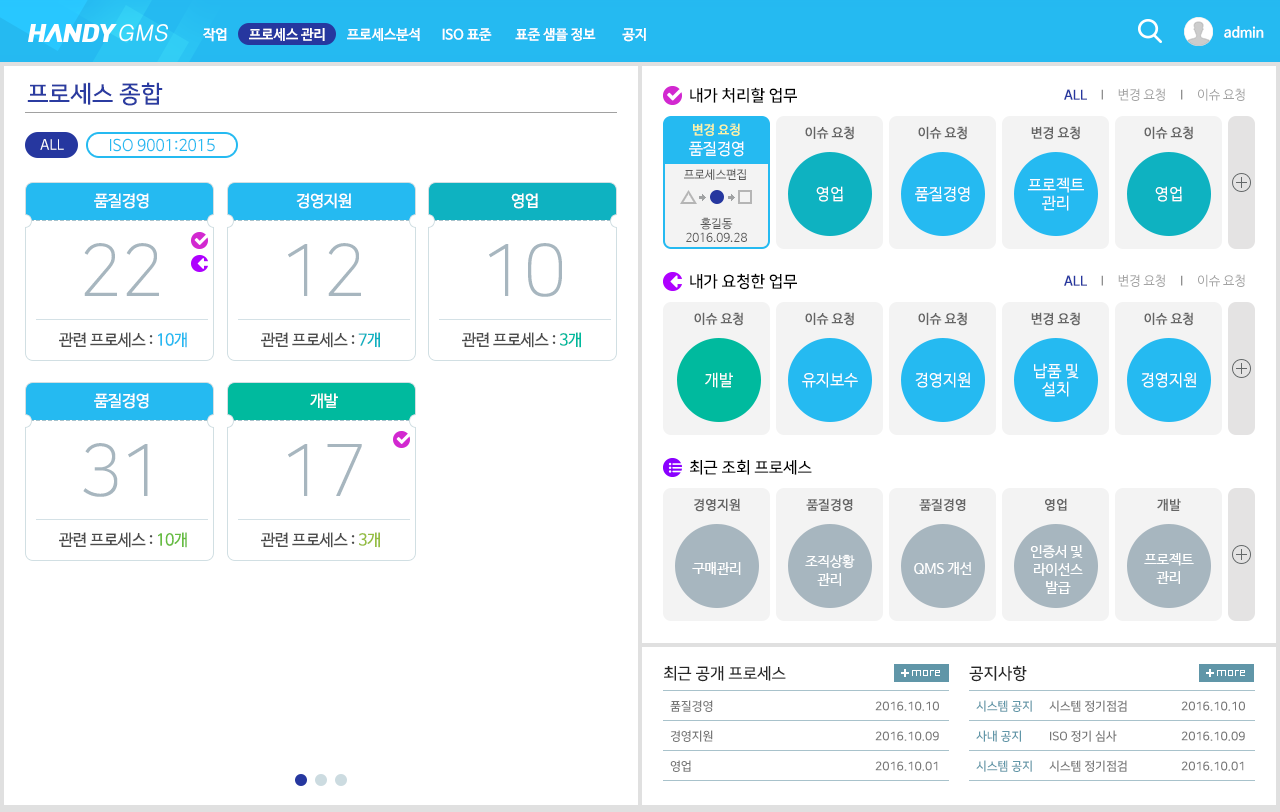 HANDY GMS
작업 프로세스 관리 프로세스분석 ISO 표준 표준 샘플 정보 공지
admin
프로세스 종합
ALL ISO 9001:2015
품질경영
22
관련 프로세스 : 10개
경영지원
12
관련 프로세스 : 7개
영업
10
관련 프로세스 : 3개
품질경영
31
관련 프로세스 : 10개
개발
17
관련 프로세스 : 3개
내가 처리할 업무
ALL | 변경 요청 | 이슈 요청
변경 요청
품질경영
프로세스편집
홍길동
2016.09.28
이슈 요청
영업
이슈 요청
품질경영
변경 요청
프로젝트
관리
이슈 요청
영업
내가 요청한 업무
ALL | 변경 요청 | 이슈 요청
이슈 요청
개발
이슈 요청
유지보수
이슈 요청
경영지원
변경 요청
납품 및
설치
이슈 요청
경영지원
최근 조회 프로세스
경영지원
구매관리
품질경영
조직상황
관리
품질경영
QMS 개선
영업
인증서 및
라이선스
발급
개발
프로젝트
관리
최근 공개 프로세스 +more
품질경영 2016.10.10
경영지원 2016.10.09
영업 2016.10.01
공지사항 +more
시스템 공지 시스템 정기점검 2016.10.10
사내 공지 ISO 정기 심사 2016.10.09
시스템 공지 시스템 정기점검 2016.10.01